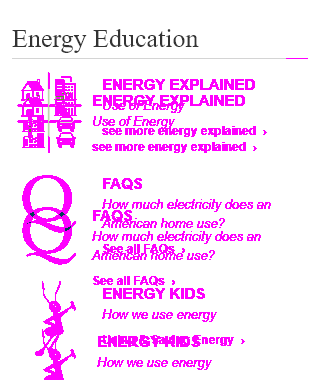 Energy Education
ENERGY EXPLAINED
ENERGY EXPLAINED
Use of Energy
Use of Energy
see more energy explained ›
see more energy explained ›
FAQS
How much electricity does an
American home use?
FAQS
How much electricity does an
American home use?
See all FAQs ›
See all FAQs ›
ENERGY KIDS
How we use energy
ENERGY KIDS
Energy ›
How we use energy